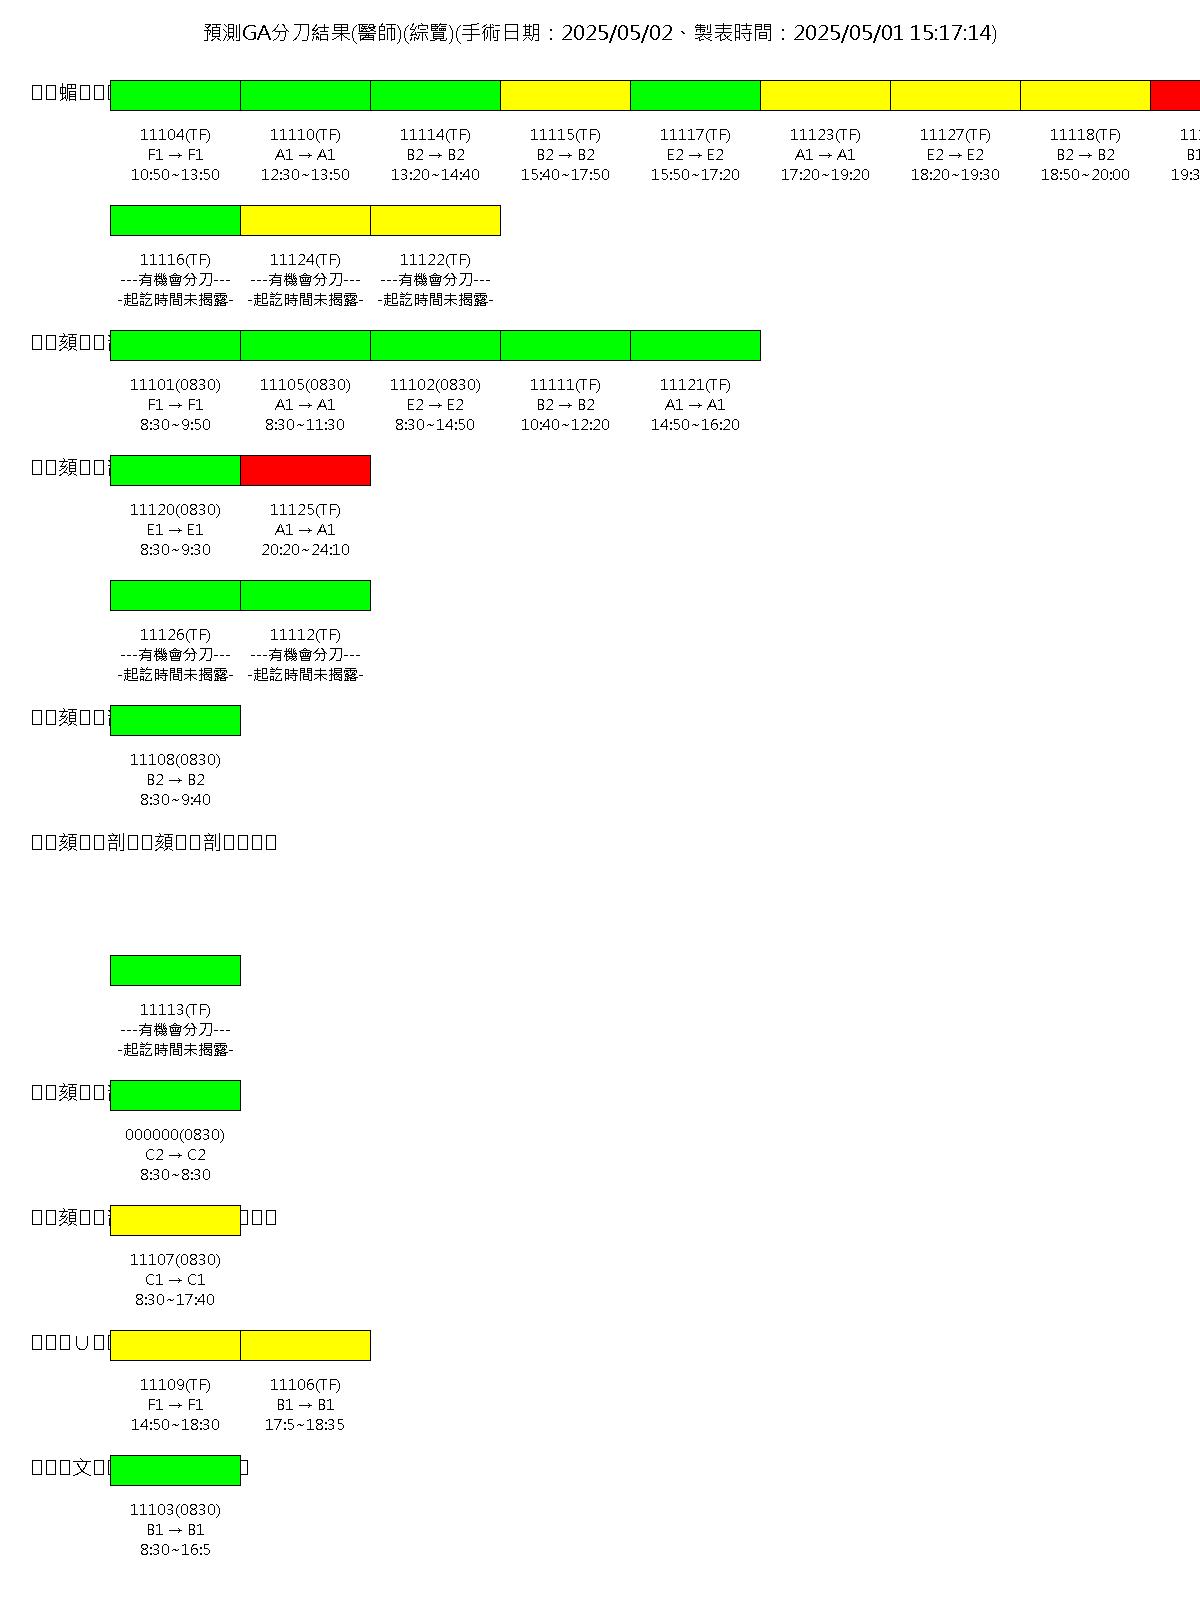 預測GA分刀結果(醫師)(綜覽)(手術日期：2025/05/02、製表時間：2025/05/01 15:17:14)
媚
11104(TF) 11110(TF) 11114(TF) 11115(TF) 11117(TF) 11123(TF) 11127(TF) 11118(TF)
F1 → F1 A1 → A1 B2 → B2 B2 → B2 E2 → E2 A1 → A1 E2 → E2 B2 → B2 B1
10:50~13:50 12:30~13:50 13:20~14:40 15:40~17:50 15:50~17:20 17:20~19:20 18:20~19:30 18:50~20:00
11116(TF) 11124(TF) 11122(TF)
---有機會分刀--- ---有機會分刀--- ---有機會分刀---
-起訖時間未揭露- -起訖時間未揭露- -起訖時間未揭露-
頦
11101(0830) 11105(0830) 11102(0830) 11111(TF) 11121(TF)
F1 → F1 A1 → A1 E2 → E2 B2 → B2 A1 → A1
8:30~9:50 8:30~11:30 8:30~14:50 10:40~12:20 14:50~16:20
頦
11120(0830) 11125(TF)
E1 → E1 A1 → A1
8:30~9:30 20:20~24:10
11126(TF) 11112(TF)
---有機會分刀--- ---有機會分刀---
-起訖時間未揭露- -起訖時間未揭露-
頦
11108(0830)
B2 → B2
8:30~9:40
頦剖頦剖
11113(TF)
---有機會分刀---
-起訖時間未揭露-
頦
000000(0830)
C2 → C2
8:30~8:30
頦
11107(0830)
C1 → C1
8:30~17:40
∪
11109(TF) 11106(TF)
F1 → F1 B1 → B1
14:50~18:30 17:5~18:35
文
11103(0830)
B1 → B1
8:30~16:5